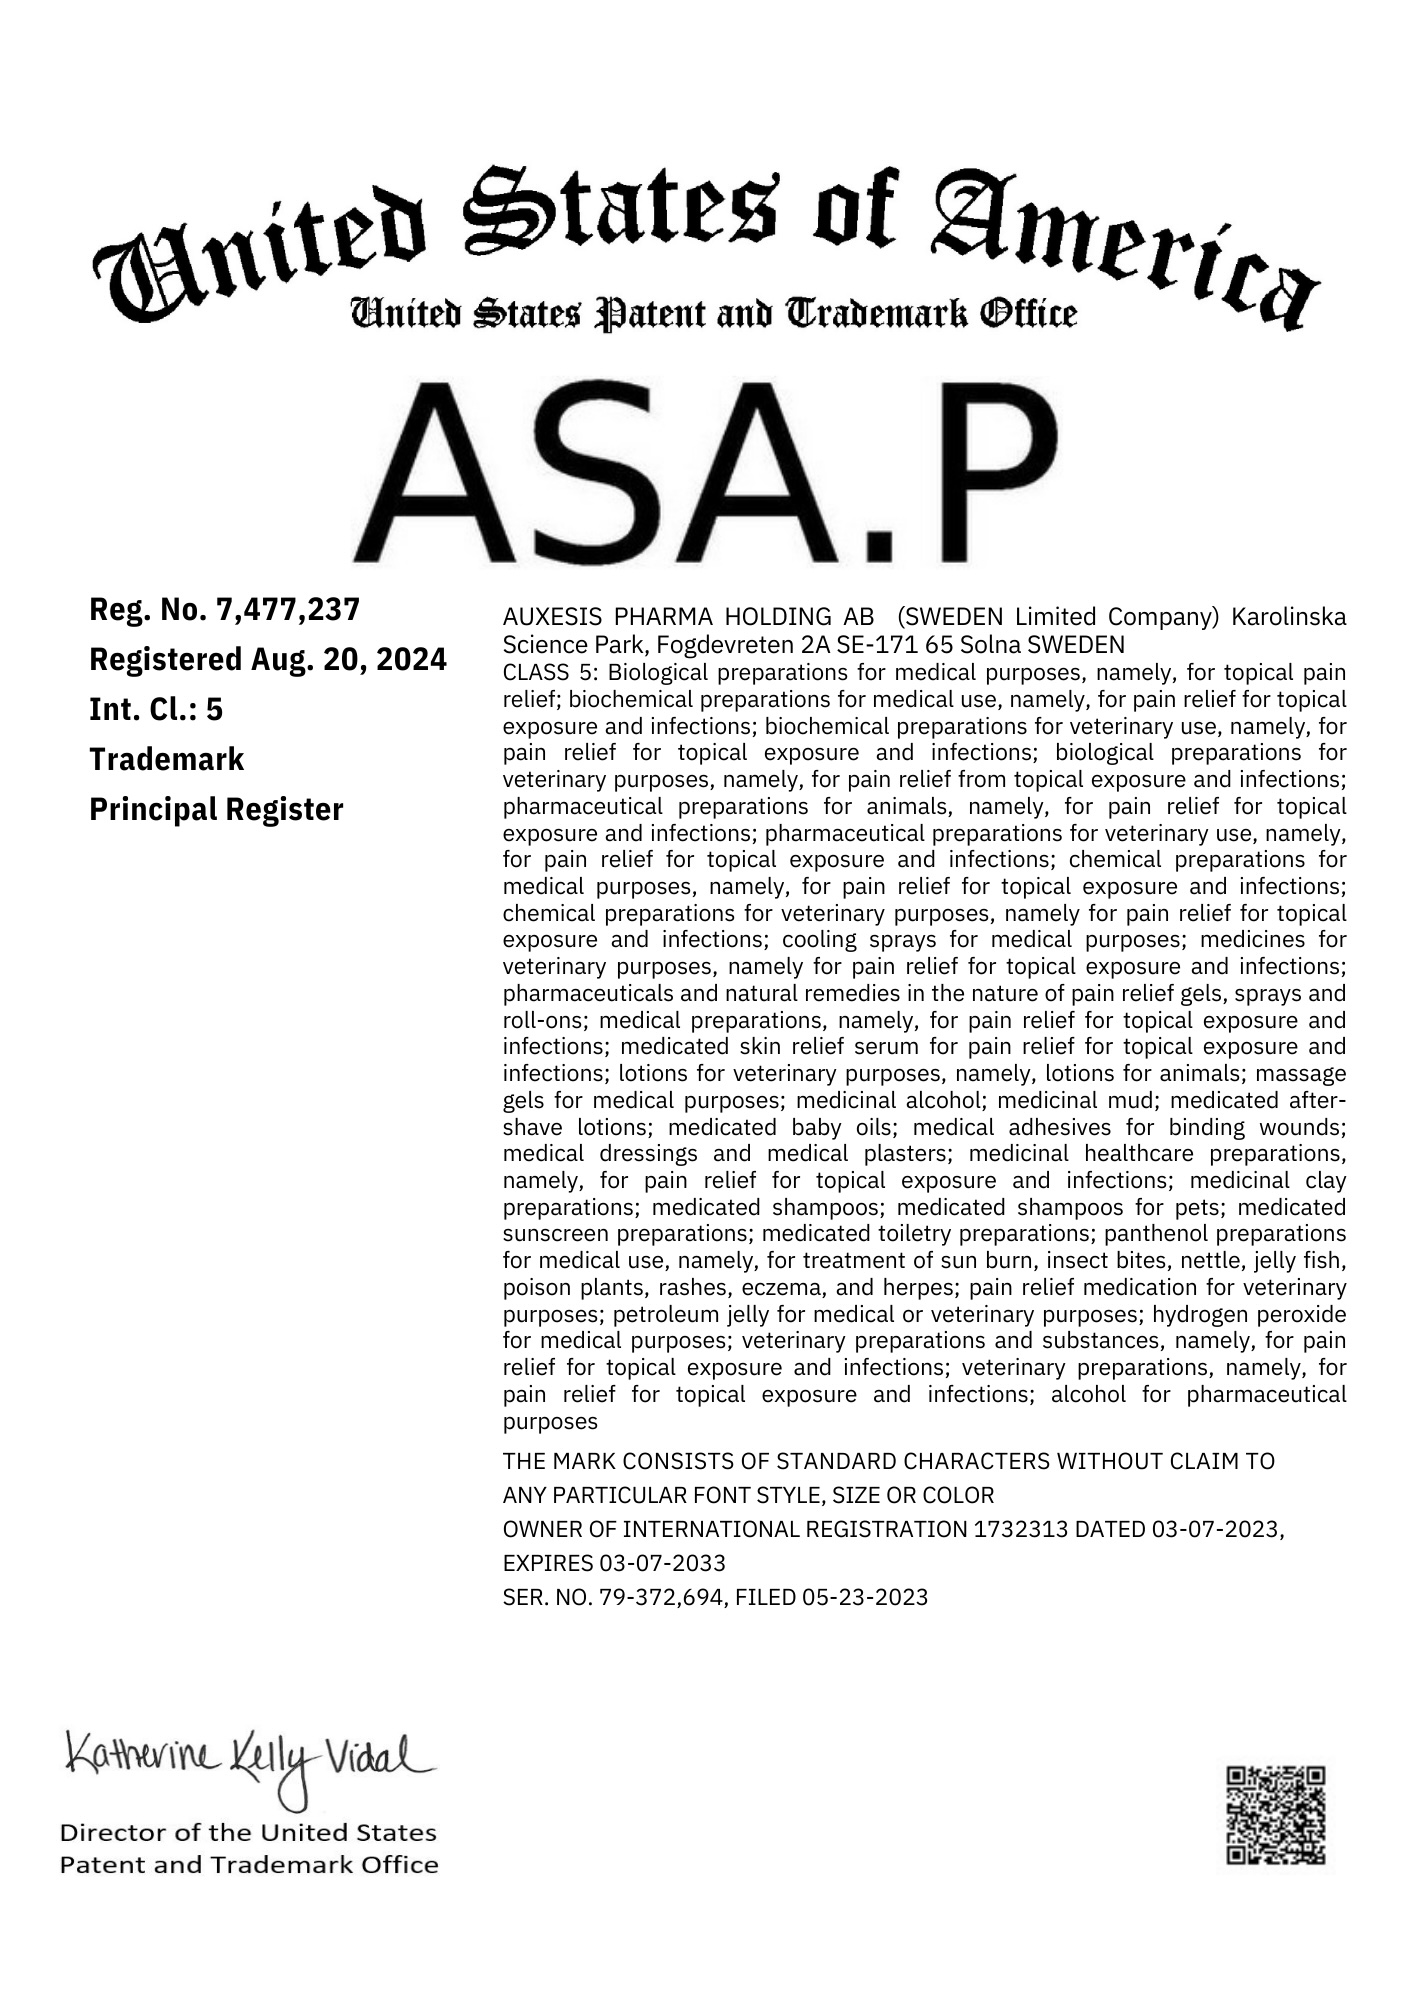 United States of America
United States Patent and Trademark Office
ASA.P
Reg. No. 7,477,237
Registered Aug. 20, 2024
Int. Cl.: 5
Trademark
Principal Register
AUXESIS PHARMA HOLDING AB (SWEDEN Limited Company) Karolinska
Science Park, Fogdevreten 2A SE-171 65 Solna SWEDEN
CLASS 5: Biological preparations for medical purposes, namely, for topical pain
relief; biochemical preparations for medical use, namely, for pain relief for topical
exposure and infections; biochemical preparations for veterinary use, namely, for
pain relief for topical exposure and infections; biological preparations for
veterinary purposes, namely, for pain relief from topical exposure and infections;
pharmaceutical preparations for animals, namely, for pain relief for topical
exposure and infections; pharmaceutical preparations for veterinary use, namely,
for pain relief for topical exposure and infections; chemical preparations for
medical purposes, namely, for pain relief for topical exposure and infections;
chemical preparations for veterinary purposes, namely for pain relief for topical
exposure and infections; cooling sprays for medical purposes; medicines for
veterinary purposes, namely for pain relief for topical exposure and infections;
pharmaceuticals and natural remedies in the nature of pain relief gels, sprays and
roll-ons; medical preparations, namely, for pain relief for topical exposure and
infections; medicated skin relief serum for pain relief for topical exposure and
infections; lotions for veterinary purposes, namely, lotions for animals; massage
gels for medical purposes; medicinal alcohol; medicinal mud; medicated after-
shave lotions; medicated baby oils; medical adhesives for binding wounds;
medical dressings and medical plasters; medicinal healthcare preparations,
namely, for pain relief for topical exposure and infections; medicinal clay
preparations; medicated shampoos; medicated shampoos for pets; medicated
sunscreen preparations; medicated toiletry preparations; panthenol preparations
for medical use, namely, for treatment of sun burn, insect bites, nettle, jelly fish,
poison plants, rashes, eczema, and herpes; pain relief medication for veterinary
purposes; petroleum jelly for medical or veterinary purposes; hydrogen peroxide
for medical purposes; veterinary preparations and substances, namely, for pain
relief for topical exposure and infections; veterinary preparations, namely, for
pain relief for topical exposure and infections; alcohol for pharmaceutical
purposes
THE MARK CONSISTS OF STANDARD CHARACTERS WITHOUT CLAIM TO
ANY PARTICULAR FONT STYLE, SIZE OR COLOR
OWNER OF INTERNATIONAL REGISTRATION 1732313 DATED 03-07-2023,
EXPIRES 03-07-2033
SER. NO. 79-372,694, FILED 05-23-2023
Katherine Kelly Vidal
Director of the United States
Patent and Trademark Office